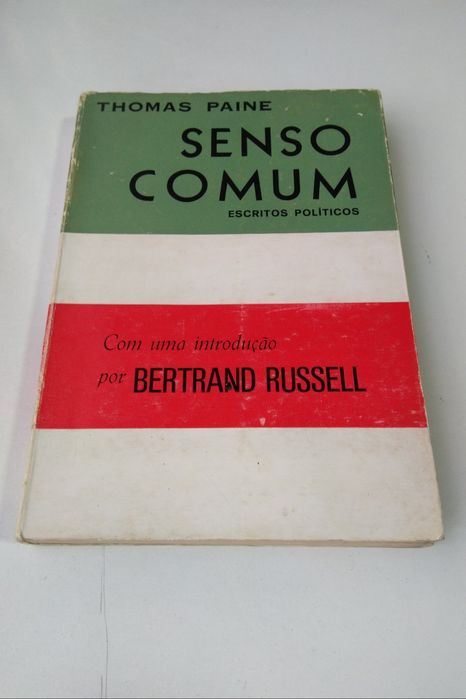 THOMAS PAINE
SENSO
COMUM
ESCRITOS POLÍTICOS
Com uma introdução
por BERTRAND RUSSELL